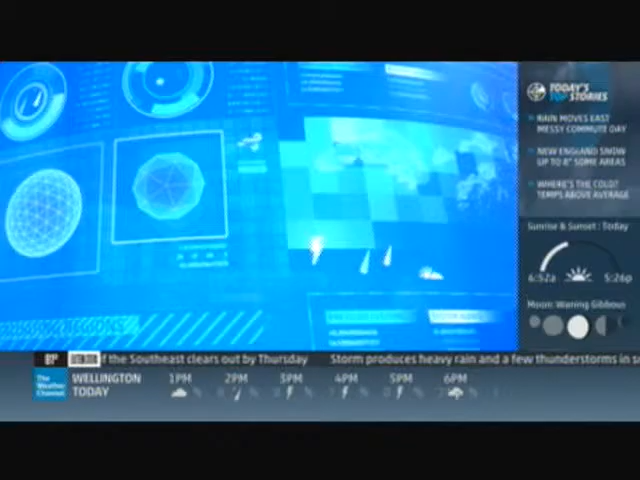 TODAY'S
TOP STORIES
RAIN MOVES EAST
MESSY COMMUTE DAY
NEW ENGLAND SNOW
UP TO 8" SOME AREAS
WHERE'S THE COLD?
TEMPS ABOVE AVERAGE
Sunrise & Sunset : Today
6:52a 5:26p
Moon: Waning Gibbous
f the Southeast clears out by Thursday Storm produces heavy rain and a few thunderstorms in s
The Weather Channel
WELLINGTON 1PM 2PM 3PM 4PM 5PM 6PM
TODAY